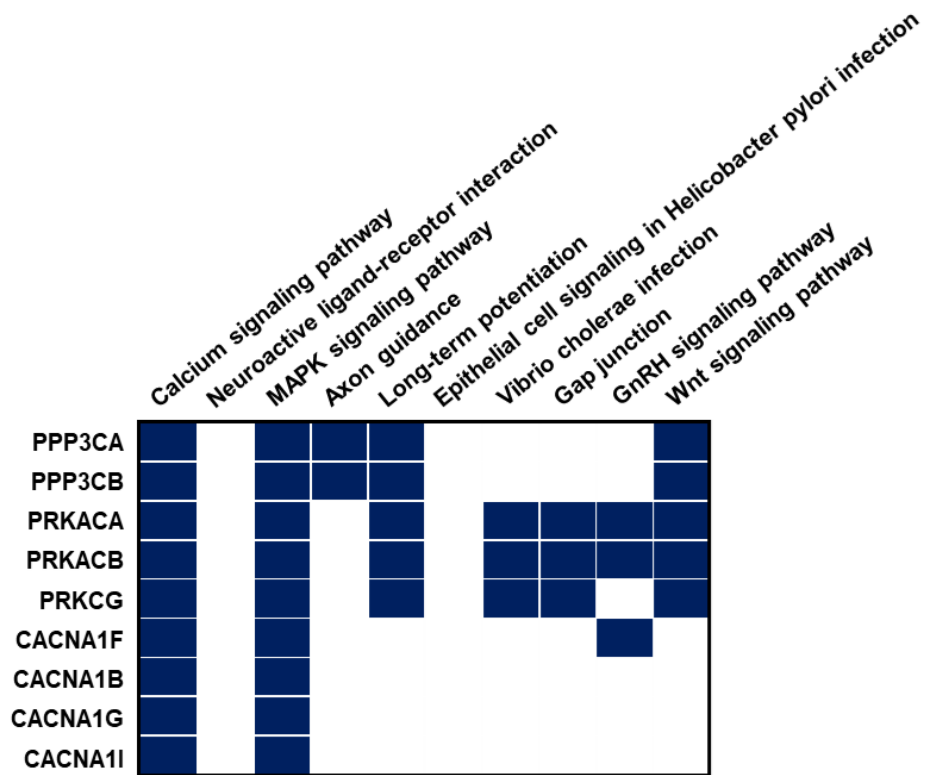 Calcium signaling pathway
Neuroactive ligand-receptor interaction
MAPK signaling pathway
Axon guidance
Long-term potentiation
Epithelial cell signaling in Helicobacter pylori infection
Vibrio cholerae infection
Gap junction
GnRH signaling pathway
Wnt signaling pathway
PPP3CA
PPP3CB
PRKACA
PRKACB
PRKCG
CACNA1F
CACNA1B
CACNA1G
CACNA1I